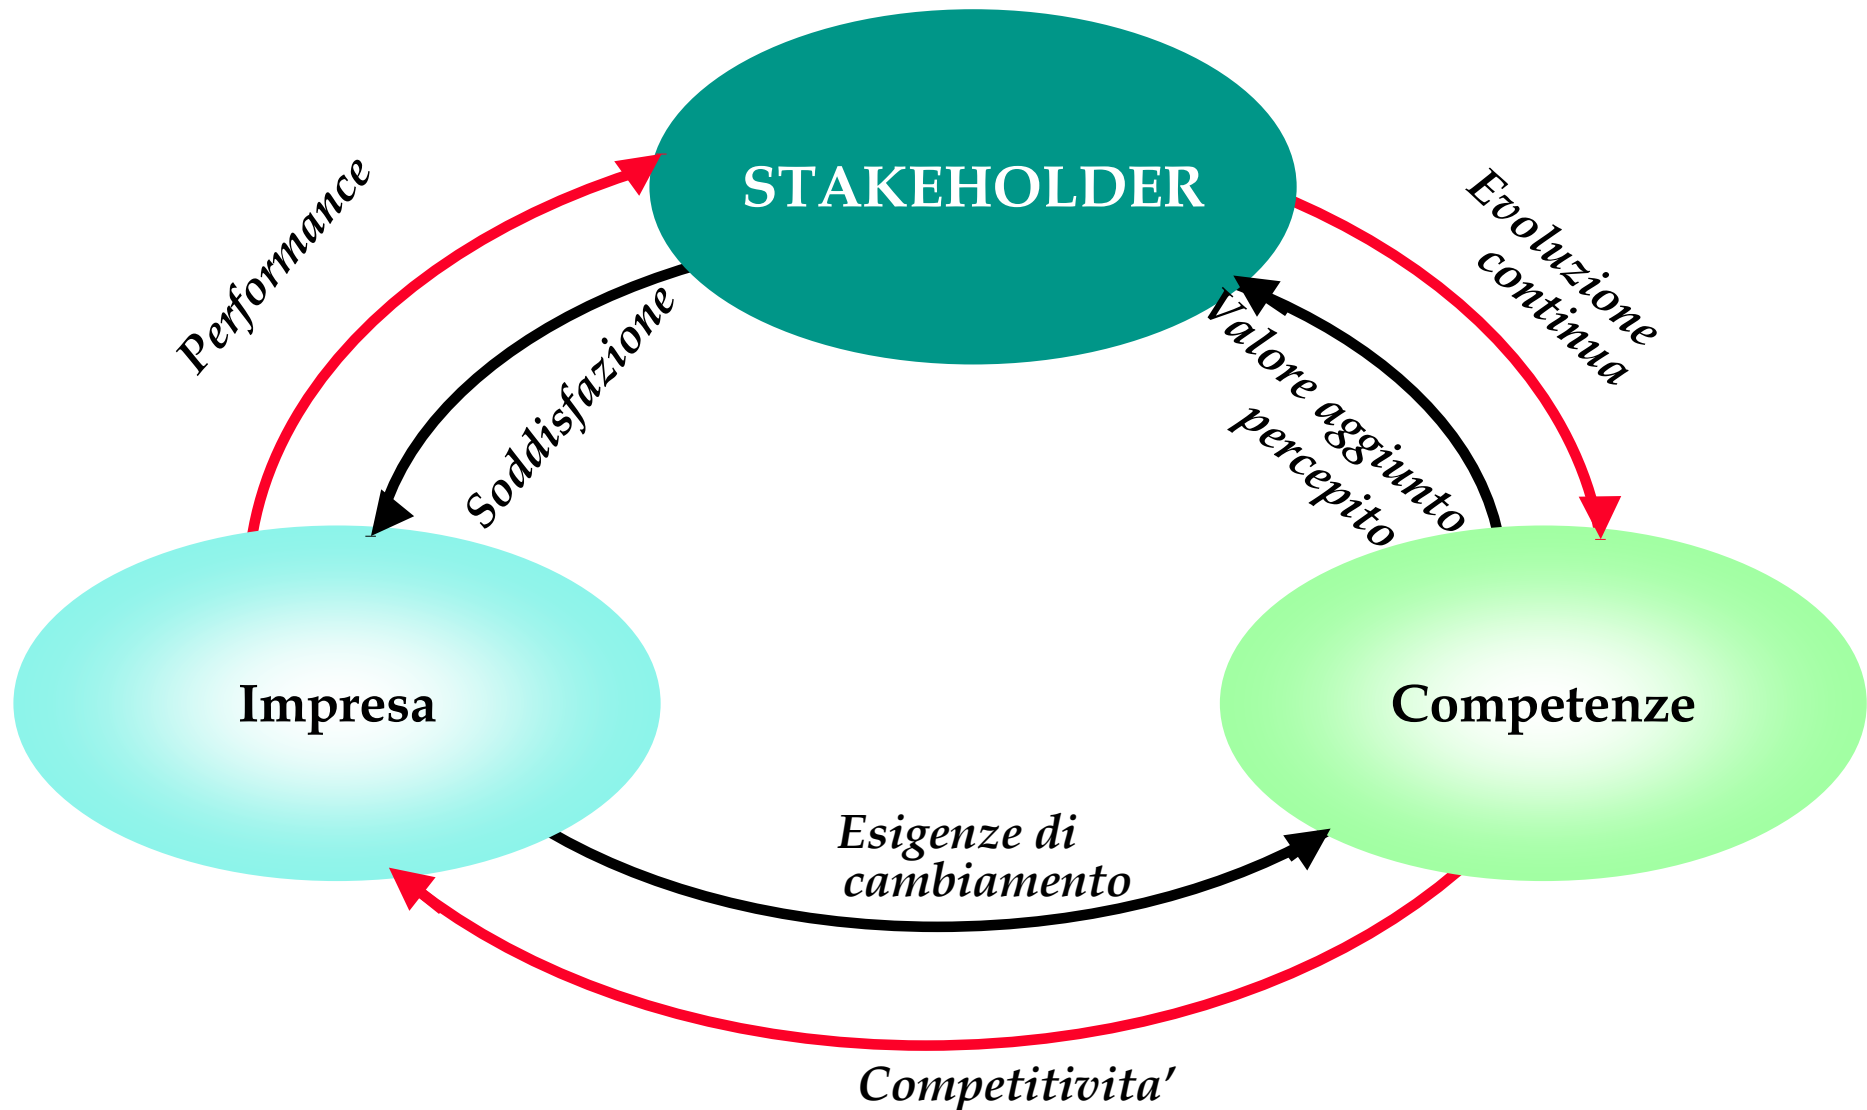 STAKEHOLDER
Performance
Evoluzione
continua
Soddisfazione
Valore aggiunto
percepito
Impresa
Competenze
Esigenze di
cambiamento
Competitivita’